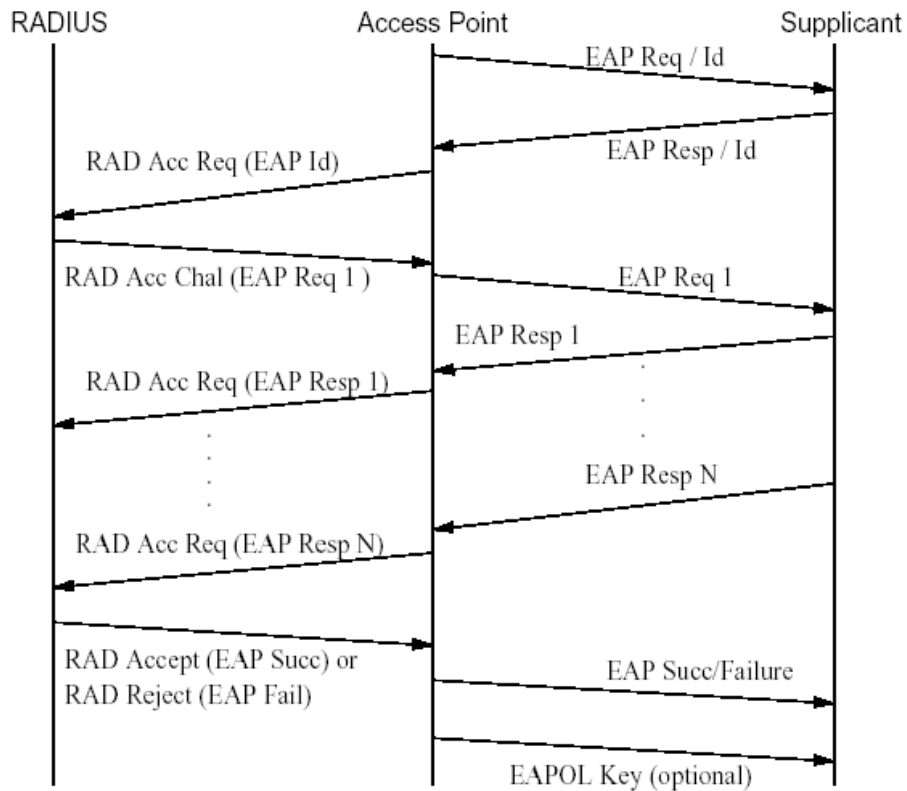 RADIUS Access Point Supplicant
EAP Req / Id
EAP Resp / Id
RAD Acc Req (EAP Id)
RAD Acc Chal (EAP Req 1 )
EAP Req 1
EAP Resp 1
RAD Acc Req (EAP Resp 1)
EAP Resp N
RAD Acc Req (EAP Resp N)
RAD Accept (EAP Succ) or
RAD Reject (EAP Fail)
EAP Succ/Failure
EAPOL Key (optional)